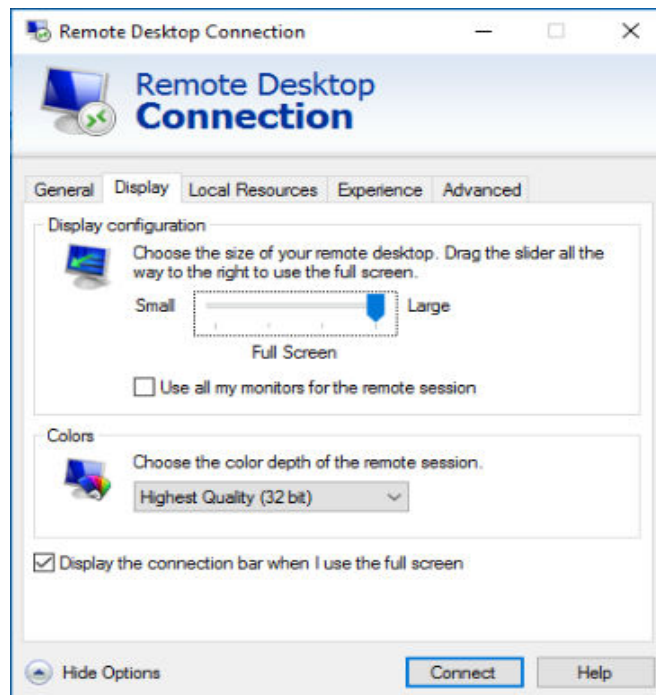 Remote Desktop Connection
Remote Desktop
Connection
General Display Local Resources Experience Advanced
Display configuration
Choose the size of your remote desktop. Drag the slider all the
way to the right to use the full screen.
Small Large
Full Screen
Use all my monitors for the remote session
Colors
Choose the color depth of the remote session.
Highest Quality (32 bit)
Display the connection bar when I use the full screen
Hide Options Connect Help